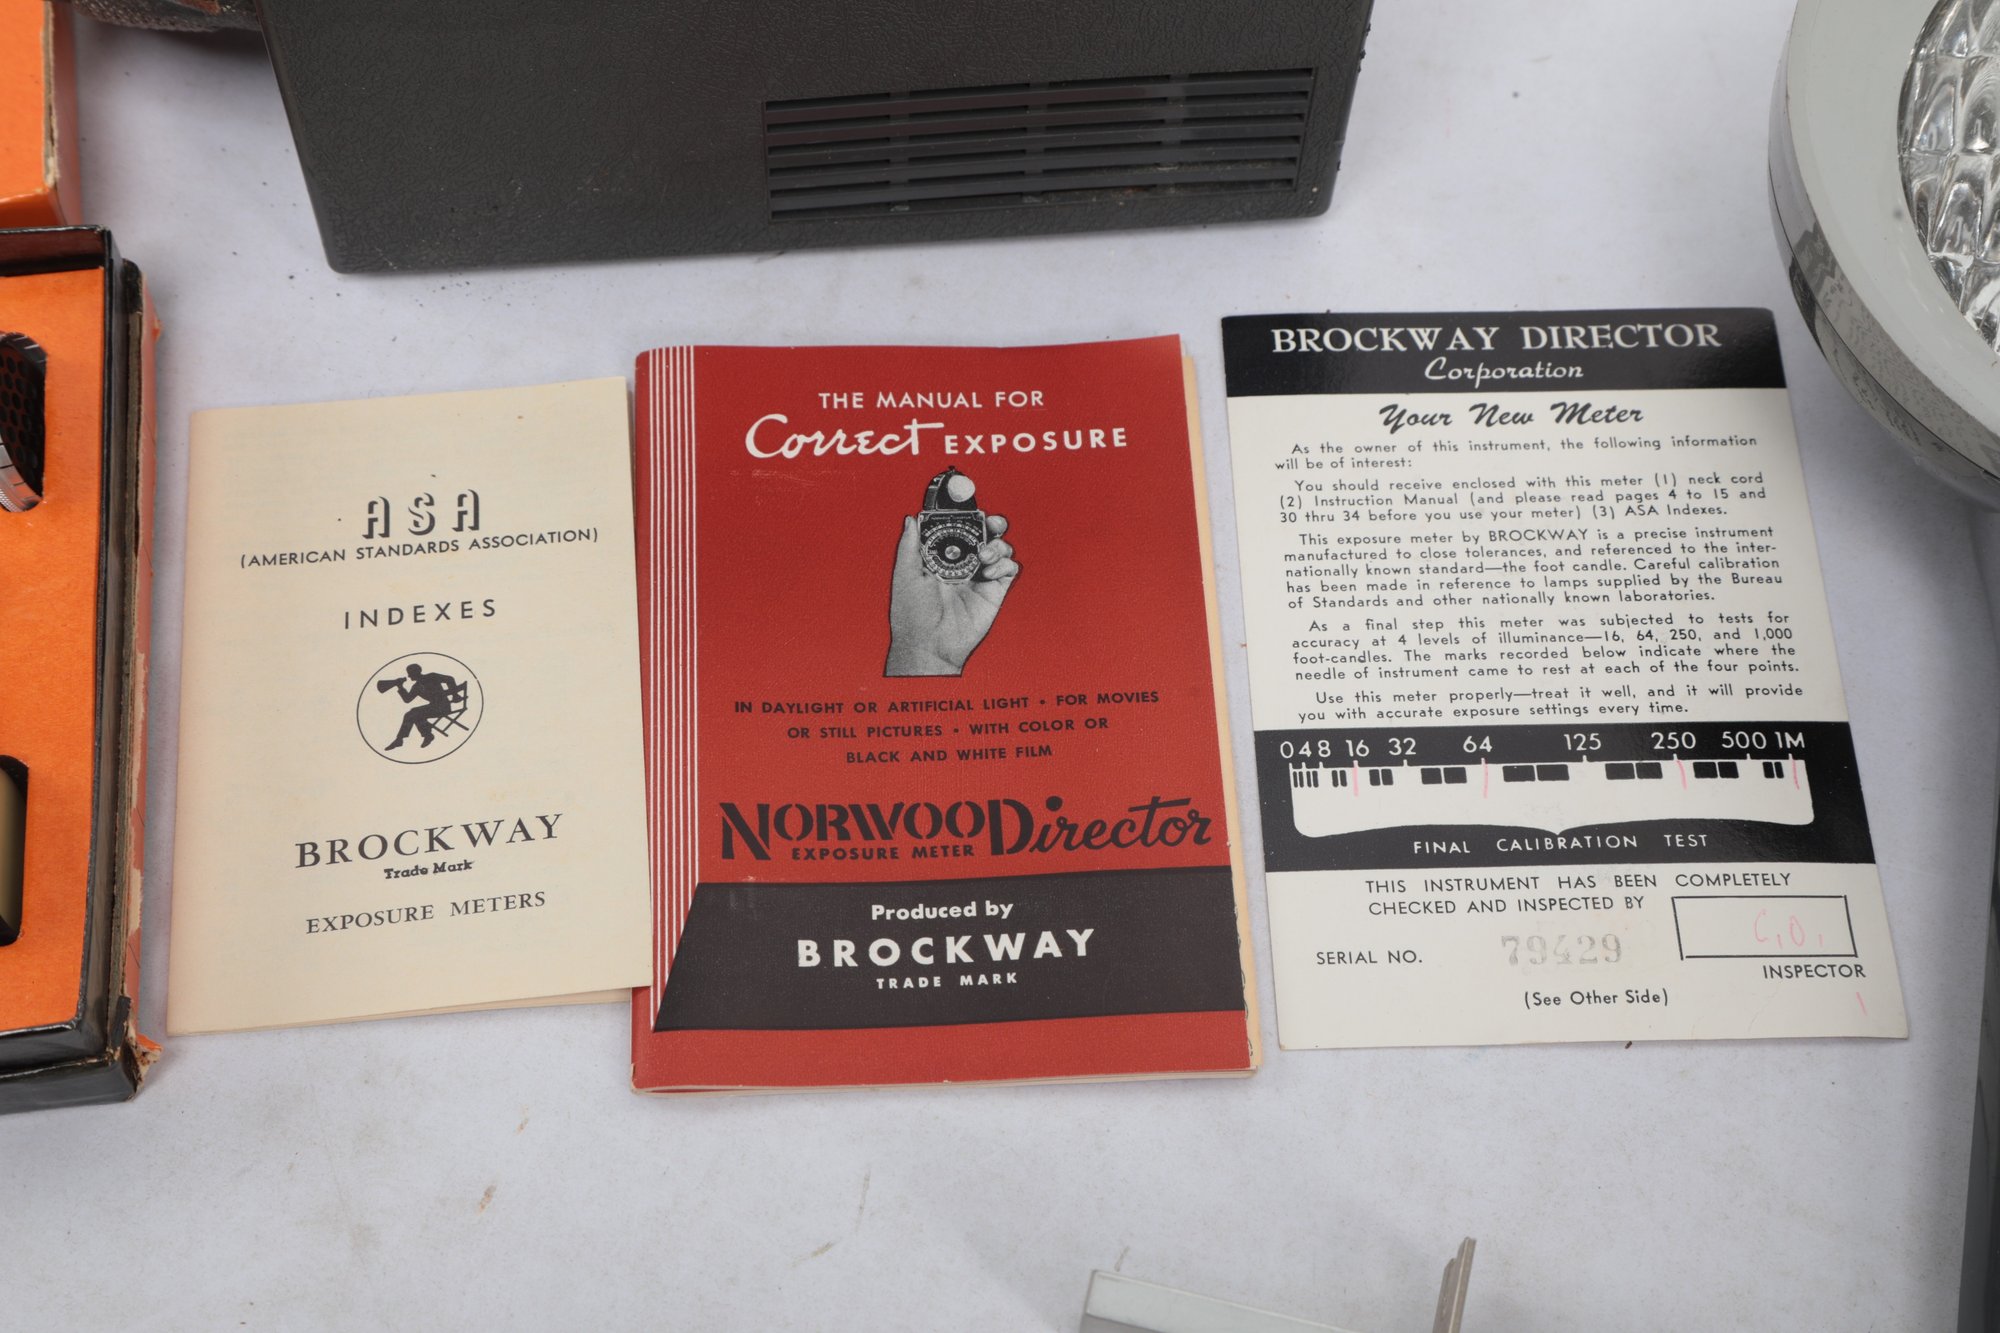 ASA
(AMERICAN STANDARDS ASSOCIATION)
INDEXES
BROCKWAY
Trade Mark
EXPOSURE METERS
THE MANUAL FOR
Correct EXPOSURE
IN DAYLIGHT OR ARTIFICIAL LIGHT • FOR MOVIES
OR STILL PICTURES • WITH COLOR OR
BLACK AND WHITE FILM
NORWOOD Director
EXPOSURE METER
Produced by
BROCKWAY
TRADE MARK
BROCKWAY DIRECTOR
Corporation
Your New Meter
As the owner of this instrument, the following information
will be of interest:
You should receive enclosed with this meter (1) neck cord
(2) Instruction Manual (and please read pages 4 to 15 and
30 thru 34 before you use your meter) (3) ASA Indexes.
This exposure meter by BROCKWAY is a precise instrument
manufactured to close tolerances, and referenced to the inter-
nationally known standard—the foot candle. Careful calibration
has been made in reference to lamps supplied by the Bureau
of Standards and other nationally known laboratories.
As a final step this meter was subjected to tests for
accuracy at 4 levels of illuminance—16, 64, 250, and 1,000
foot-candles. The marks recorded below indicate where the
needle of instrument came to rest at each of the four points.
Use this meter properly—treat it well, and it will provide
you with accurate exposure settings every time.
0 4 8 16 32 64 125 250 500 1M
FINAL CALIBRATION TEST
THIS INSTRUMENT HAS BEEN COMPLETELY
CHECKED AND INSPECTED BY
C.O.
SERIAL NO. 79429
INSPECTOR
(See Other Side)